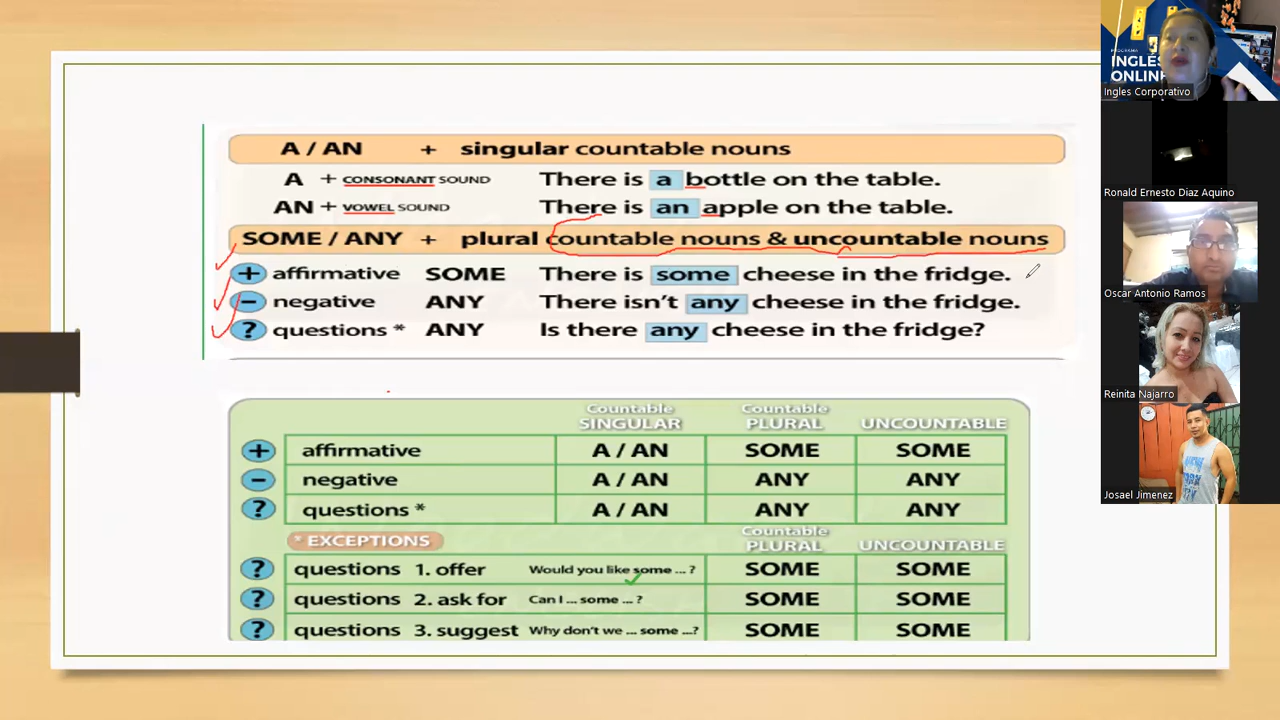 A / AN + singular countable nouns
A + CONSONANT SOUND There is a bottle on the table.
AN + VOWEL SOUND There is an apple on the table.
SOME / ANY + plural countable nouns & uncountable nouns
+ affirmative SOME There is some cheese in the fridge.
- negative ANY There isn't any cheese in the fridge.
? questions * ANY Is there any cheese in the fridge?
Countable SINGULAR Countable PLURAL UNCOUNTABLE
+ affirmative A / AN SOME SOME
- negative A / AN ANY ANY
? questions * A / AN ANY ANY
* EXCEPTIONS Countable PLURAL UNCOUNTABLE
? questions 1. offer Would you like some ... ? SOME SOME
? questions 2. ask for Can I ... some ... ? SOME SOME
? questions 3. suggest Why don't we ... some ...? SOME SOME
PROGRAMA
INGLÉS
ONLINE
Ingles Corporativo
Ronald Ernesto Diaz Aquino
Oscar Antonio Ramos
Reinita Najarro
Josael Jimenez